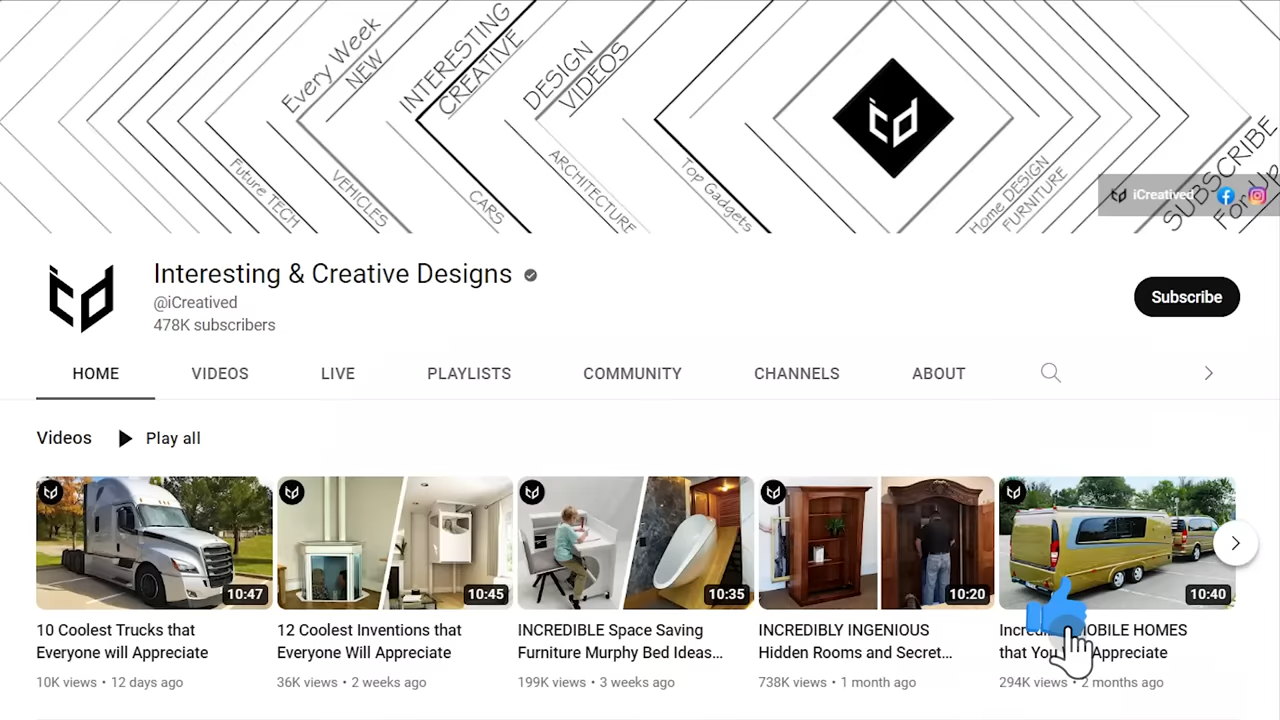 Every Week
NEW
INTERESTING
CREATIVE
DESIGN
VIDEOS
Future TECH
VEHICLES
CARS
ARCHITECTURE
Top Gadgets
Home DESIGN
FURNITURE
SUBSCRIBE
For Up
iCreatived
Interesting & Creative Designs
@iCreatived
478K subscribers
Subscribe
HOME VIDEOS LIVE PLAYLISTS COMMUNITY CHANNELS ABOUT
Videos Play all
10:47 10:45 10:35 10:20 10:40
10 Coolest Trucks that
Everyone will Appreciate
10K views • 12 days ago
12 Coolest Inventions that
Everyone Will Appreciate
36K views • 2 weeks ago
INCREDIBLE Space Saving
Furniture Murphy Bed Ideas...
199K views • 3 weeks ago
INCREDIBLY INGENIOUS
Hidden Rooms and Secret...
738K views • 1 month ago
MOBILE HOMES
that You Appreciate
294K views • 2 months ago